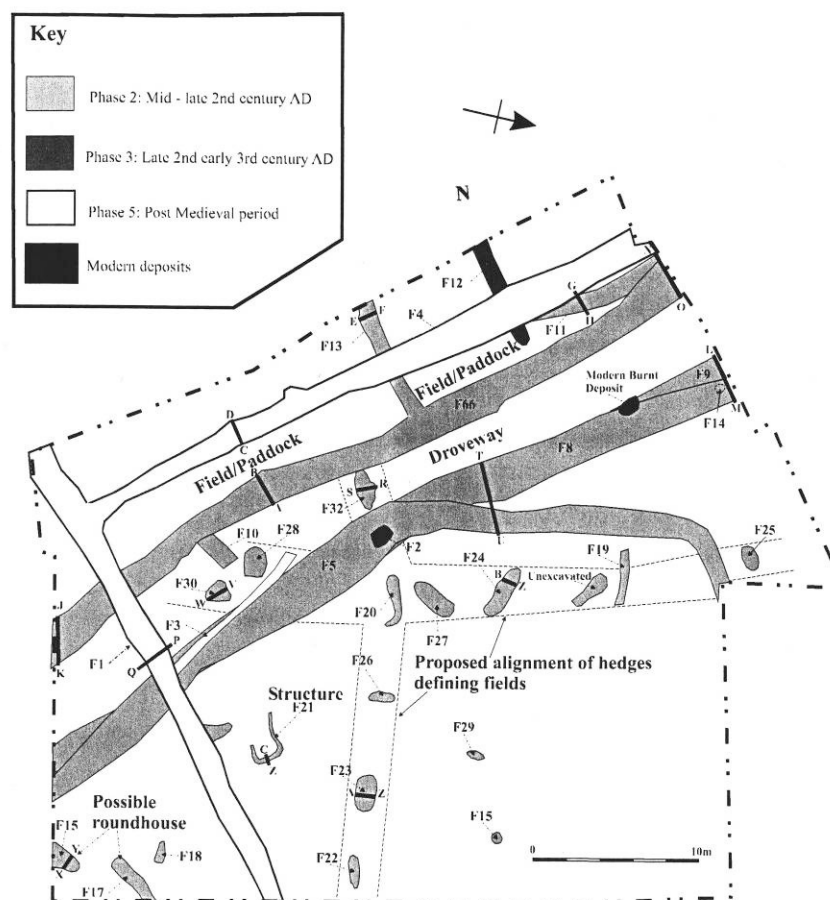 Key
Phase 2: Mid - late 2nd century AD
Phase 3: Late 2nd early 3rd century AD
Phase 5: Post Medieval period
Modern deposits
N
F12
G
E F
F4
F13
H
F11
O
Field/Paddock
L
F9
Modern Burnt
Deposit
D
F66
M
F14
C
Field/Paddock
Droveway
F8
B
T
S R
F32
U
F10
F28
F2
F19
F25
F5
F24
B
Z
Unexcavated
F30
V
W
F20
F27
J
F3
P
K
F1
Q
Proposed alignment of hedges
defining fields
F26
Structure
F21
F29
C
Z
F23
Z
Possible
roundhouse
F15
F15
Y
X
F18
F22
F17
0
10m